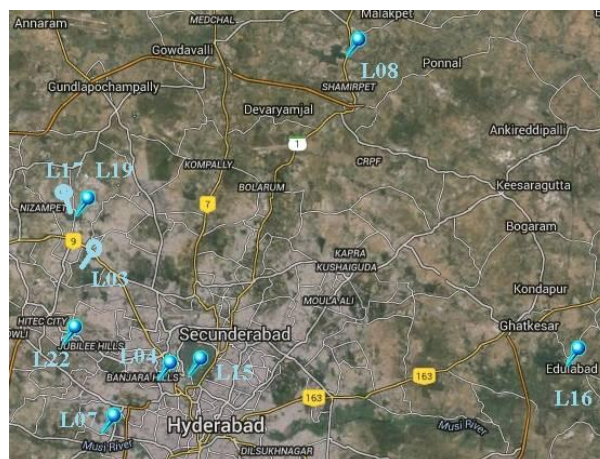 MEDCHAL
Malakpet
E
Annaram
Gowdavalli
Ponnal
L08
Gundlapochampally
SHAMIRPET
Devaryamjal
1
Ankireddipalli
KOMPALLY
CRPF
L17, L19
BOLARUM
Keesaragutta
NIZAMPET
7
Bogaram
9
KAPRA
KUSHAIGUDA
L03
Kondapur
MOULA ALI
HITEC CITY
OWLI
Ghatkesar
Secunderabad
JUBILEE HILLS
L22
L04
L15
Edulabad
BANJARA HILLS
163
163
L16
L07
Hyderabad
Musi River
Musi River
DILSUKHNAGAR